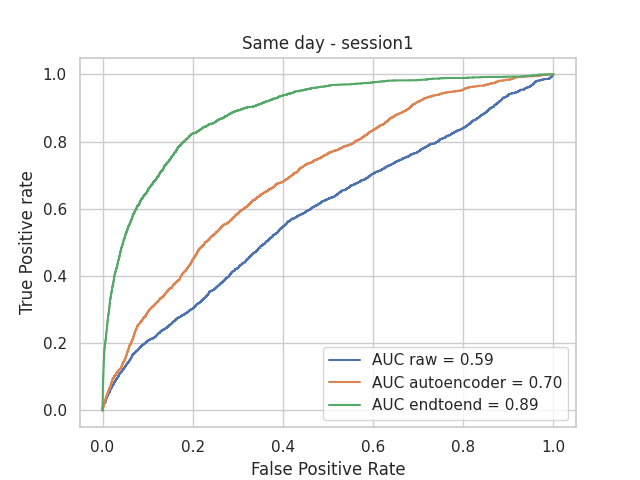 Same day - session1
True Positive rate
1.0
0.8
0.6
0.4
0.2
0.0
AUC raw = 0.59
AUC autoencoder = 0.70
AUC endtoend = 0.89
0.0 0.2 0.4 0.6 0.8 1.0
False Positive Rate